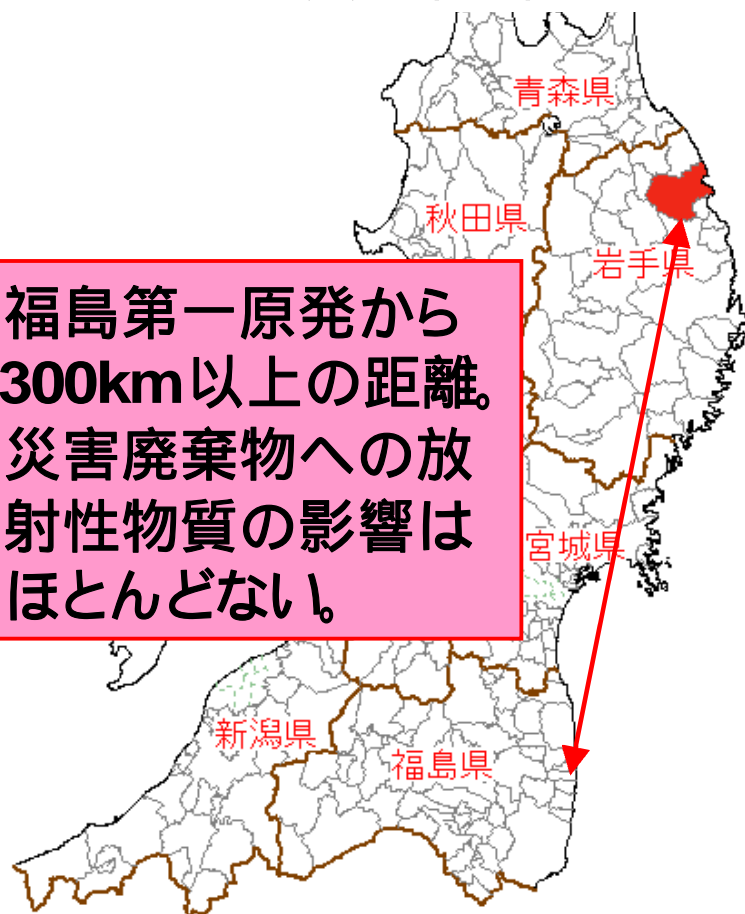 青森県
秋田県
岩手県
福島第一原発から
300km以上の距離。
災害廃棄物への放
射性物質の影響は
ほとんどない。
宮城県
新潟県
福島県